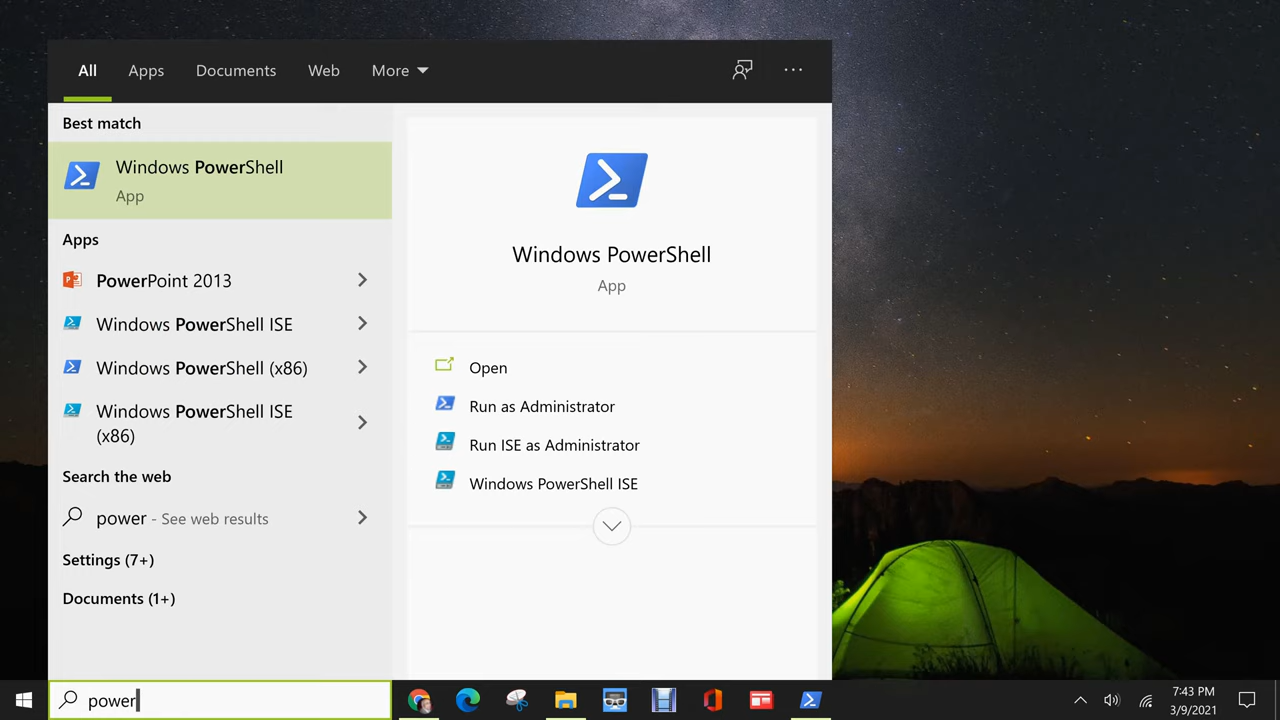 All
Apps
Documents
Web
More
Best match
Windows PowerShell
App
Apps
PowerPoint 2013
Windows PowerShell ISE
Windows PowerShell (x86)
Windows PowerShell ISE
(x86)
Search the web
power - See web results
Settings (7+)
Documents (1+)
Windows PowerShell
App
Open
Run as Administrator
Run ISE as Administrator
Windows PowerShell ISE
power
7:43 PM
3/9/2021